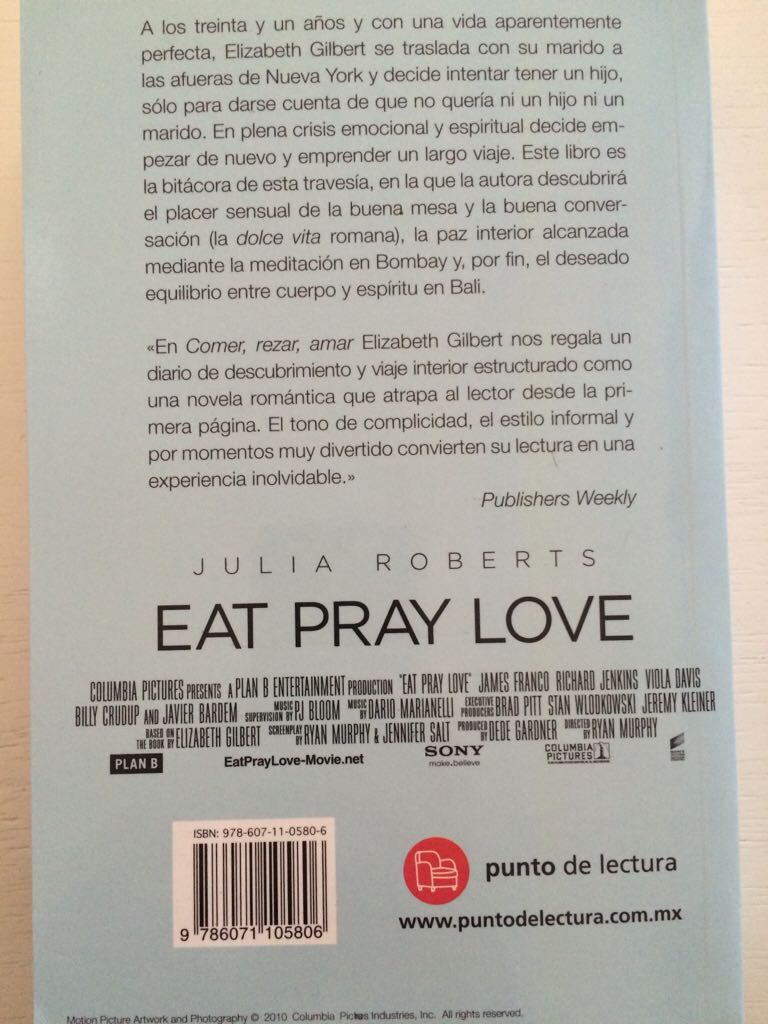 A los treinta y un años y con una vida aparentemente
perfecta, Elizabeth Gilbert se traslada con su marido a
las afueras de Nueva York y decide intentar tener un hijo,
sólo para darse cuenta de que no quería ni un hijo ni un
marido. En plena crisis emocional y espiritual decide em-
pezar de nuevo y emprender un largo viaje. Este libro es
la bitácora de esta travesía, en la que la autora descubrirá
el placer sensual de la buena mesa y la buena conver-
sación (la dolce vita romana), la paz interior alcanzada
mediante la meditación en Bombay y, por fin, el deseado
equilibrio entre cuerpo y espíritu en Bali.
«En Comer, rezar, amar Elizabeth Gilbert nos regala un
diario de descubrimiento y viaje interior estructurado como
una novela romántica que atrapa al lector desde la pri-
mera página. El tono de complicidad, el estilo informal y
por momentos muy divertido convierten su lectura en una
experiencia inolvidable.»
Publishers Weekly
JULIA ROBERTS
EAT PRAY LOVE
COLUMBIA PICTURES PRESENTS A PLAN B ENTERTAINMENT PRODUCTION "EAT PRAY LOVE" JAMES FRANCO RICHARD JENKINS VIOLA DAVIS
BILLY CRUDUP AND JAVIER BARDEM MUSIC SUPERVISION BY PJ BLOOM MUSIC BY DARIO MARIANELLI EXECUTIVE PRODUCERS BRAD PITT STAN WLODKOWSKI JEREMY KLEINER
BASED ON THE BOOK BY ELIZABETH GILBERT SCREENPLAY BY RYAN MURPHY & JENNIFER SALT PRODUCED BY DEDE GARDNER DIRECTED BY RYAN MURPHY
PLAN B EatPrayLove-Movie.net SONY make.believe COLUMBIA PICTURES
ISBN: 978-607-11-0580-6
9 786071 105806
punto de lectura
www.puntodelectura.com.mx
Motion Picture Artwork and Photography © 2010 Columbia Industries, Inc. All rights reserved.